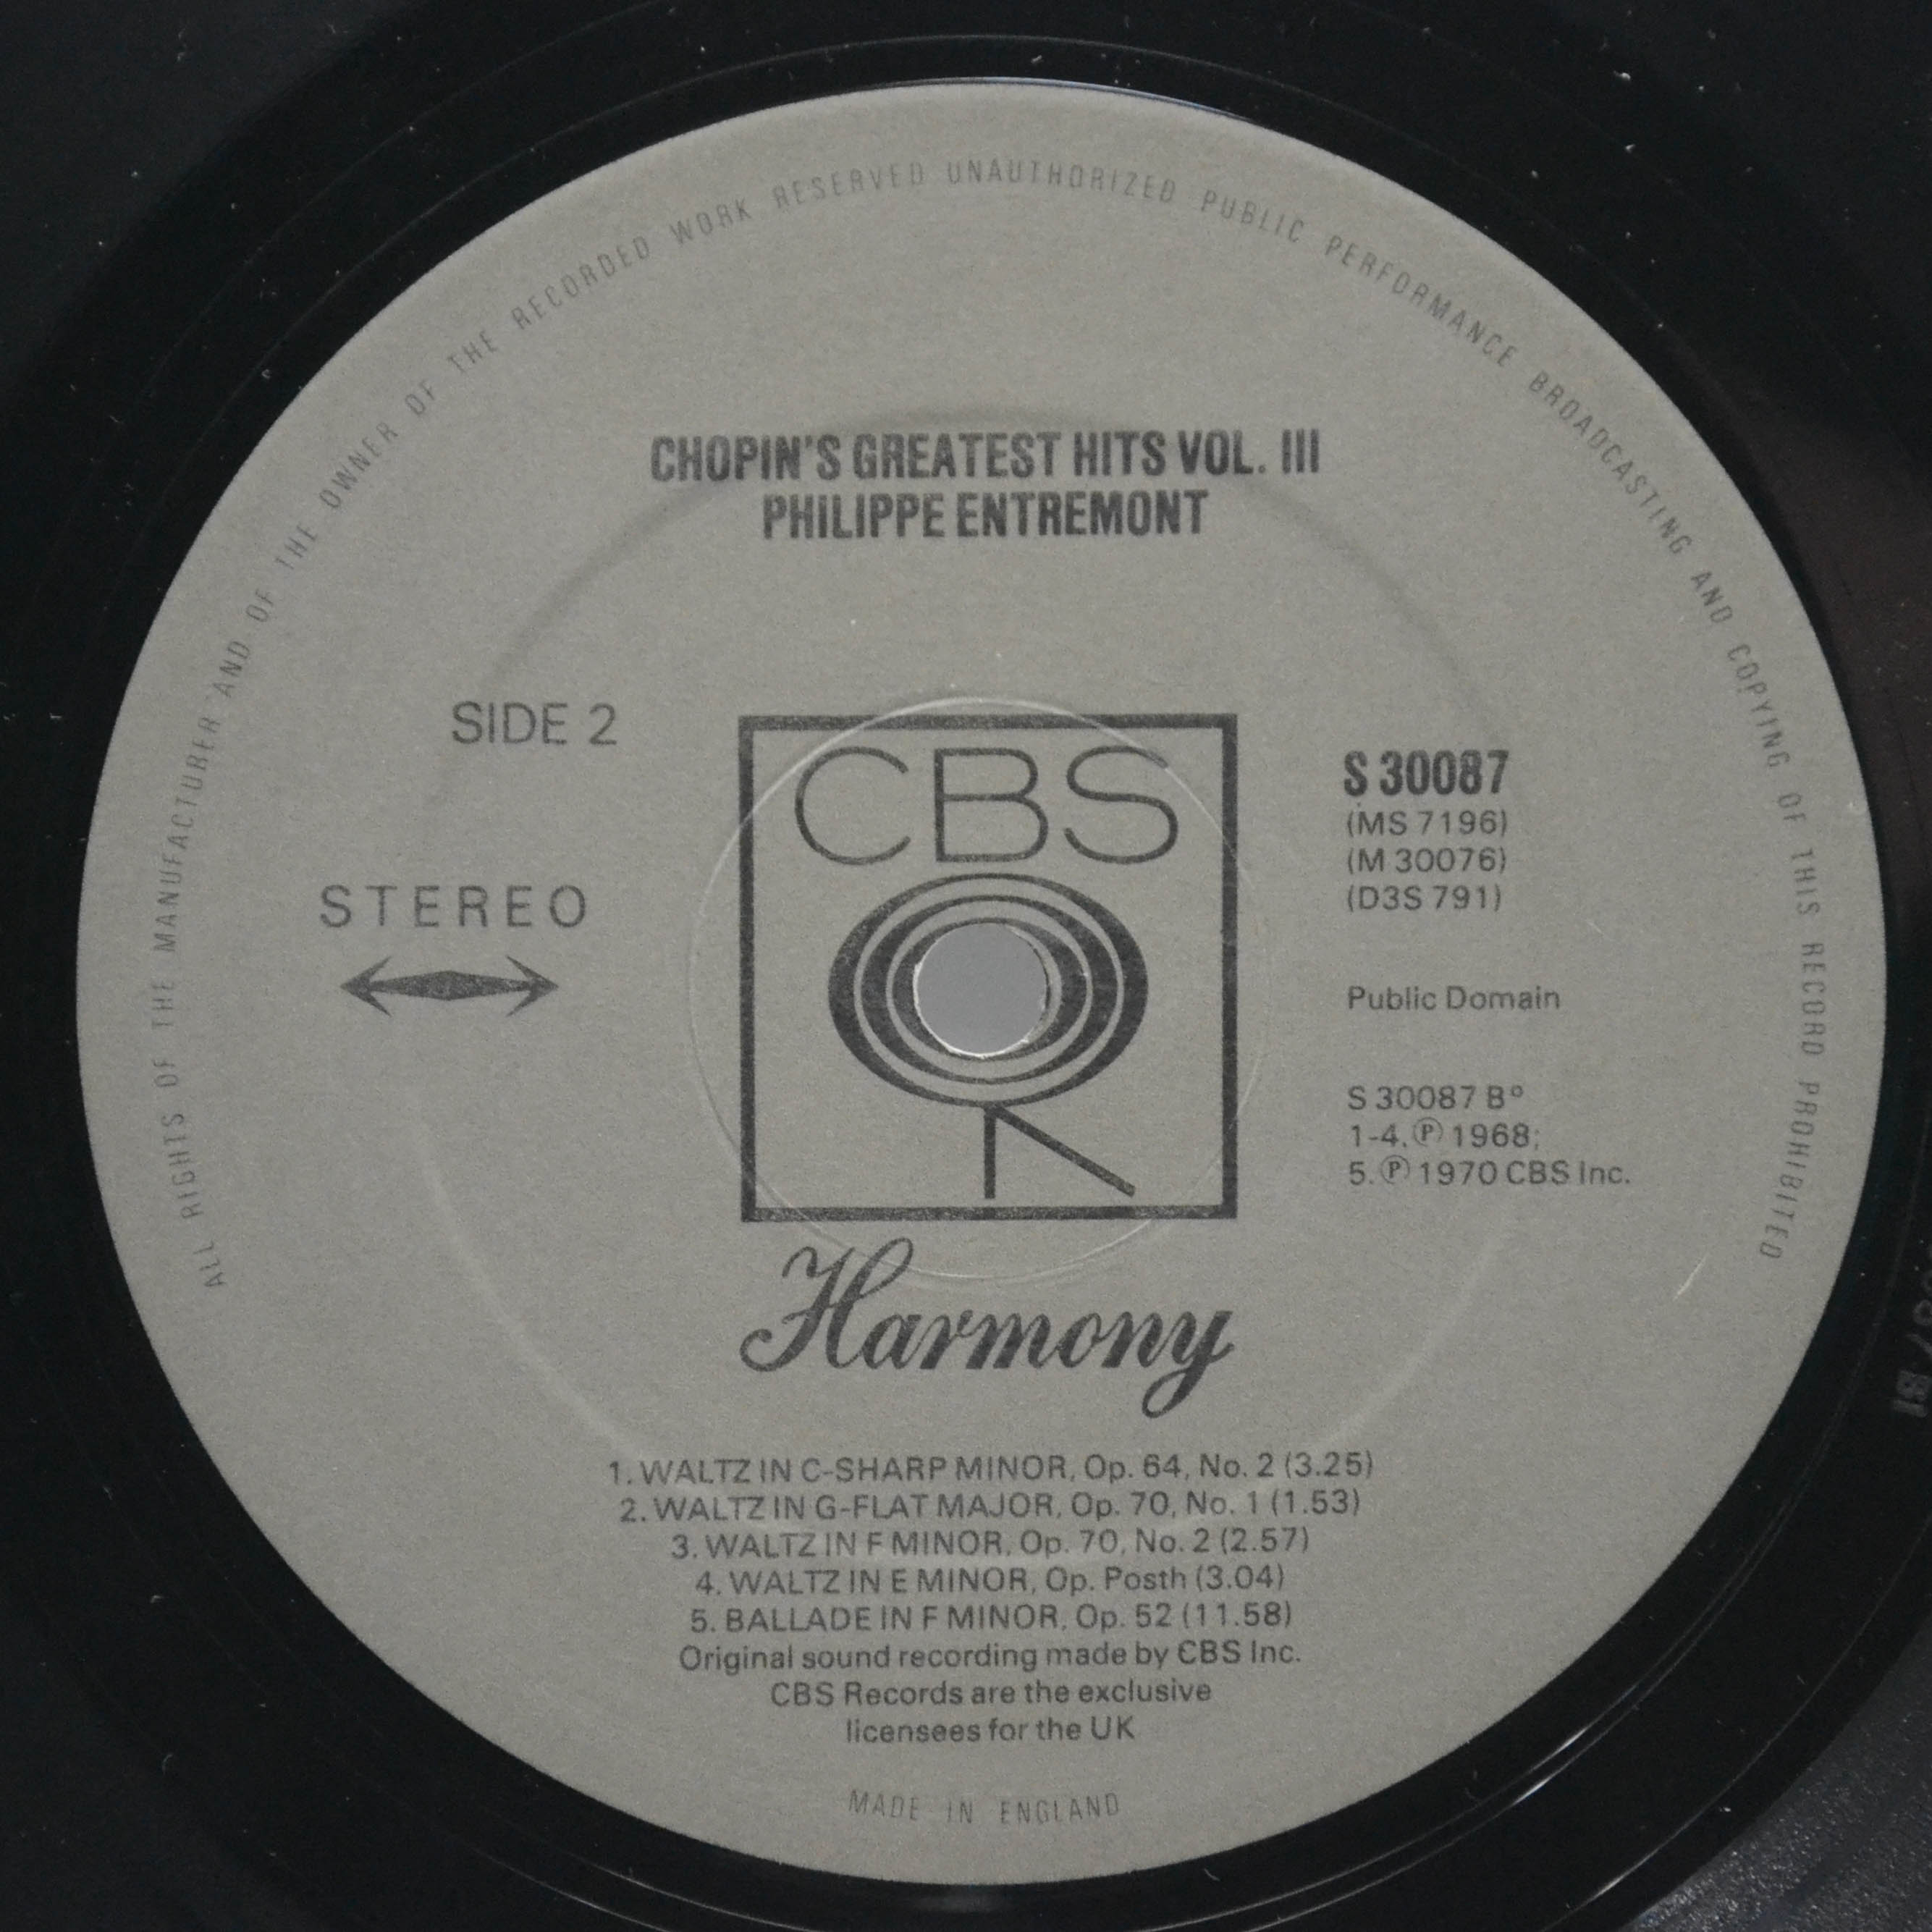 ALL RIGHTS OF THE MANUFACTURER AND OF THE OWNER OF THE RECORDED WORK RESERVED UNAUTHORIZED PUBLIC PERFORMANCE BROADCASTING AND COPYING OF THIS RECORD PROHIBITED
CHOPIN'S GREATEST HITS VOL. III
PHILIPPE ENTREMONT
SIDE 2
STEREO
CBS
S 30087
(MS 7196)
(M 30076)
(D3S 791)
Public Domain
S 30087 Bº
1-4.℗ 1968;
5.℗ 1970 CBS Inc.
Harmony
1. WALTZ IN C-SHARP MINOR, Op. 64, No. 2 (3.25)
2. WALTZ IN G-FLAT MAJOR, Op. 70, No. 1 (1.53)
3. WALTZ IN F MINOR, Op. 70, No. 2 (2.57)
4. WALTZ IN E MINOR, Op. Posth (3.04)
5. BALLADE IN F MINOR, Op. 52 (11.58)
Original sound recording made by CBS Inc.
CBS Records are the exclusive
licensees for the UK
MADE IN ENGLAND